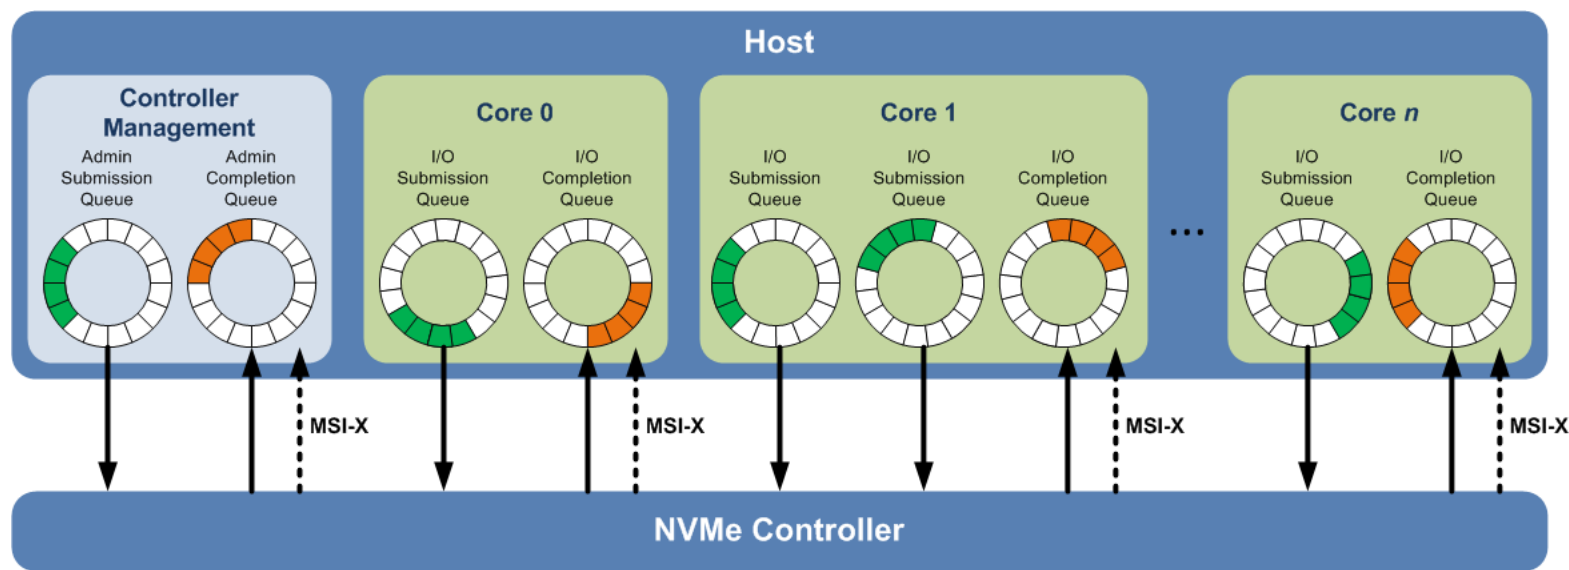 Host
Controller
Management
Admin
Submission
Queue
Admin
Completion
Queue
Core 0
I/O
Submission
Queue
I/O
Completion
Queue
Core 1
I/O
Submission
Queue
I/O
Submission
Queue
I/O
Completion
Queue
...
Core n
I/O
Submission
Queue
I/O
Completion
Queue
MSI-X
MSI-X
MSI-X
MSI-X
NVMe Controller